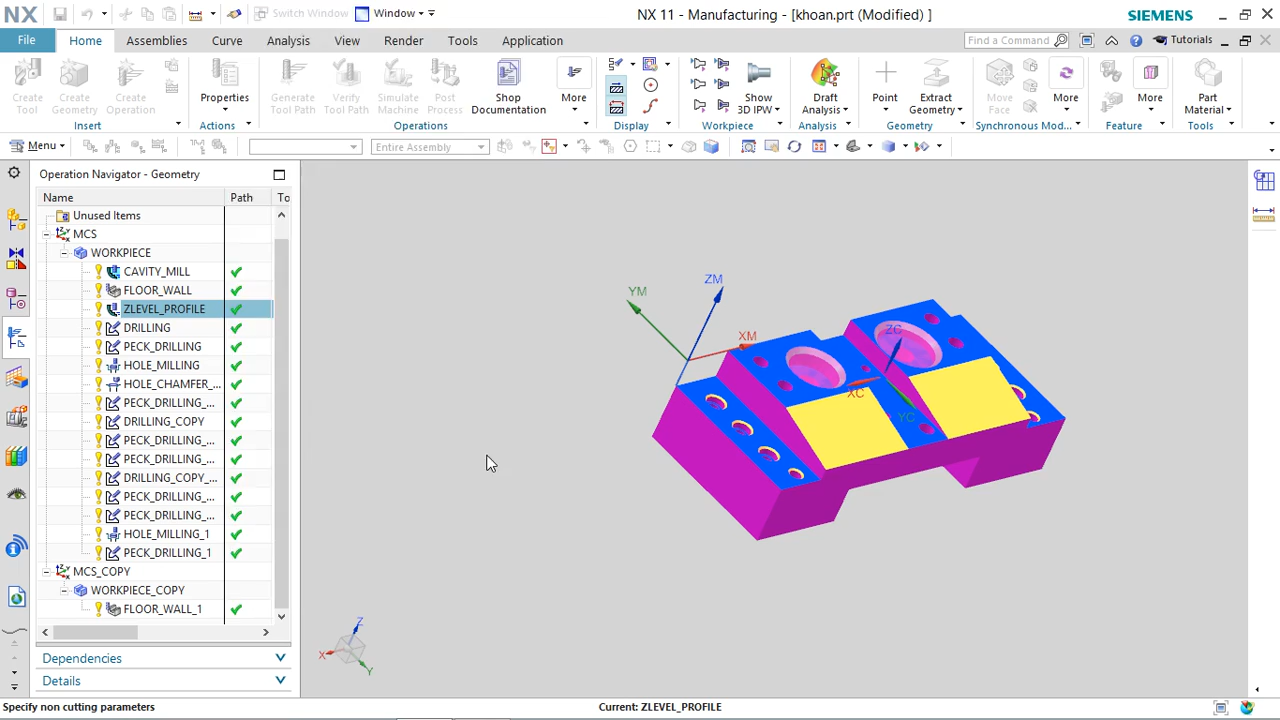 NX
Switch Window
Window
NX 11 - Manufacturing - [khoan.prt (Modified) ]
SIEMENS
File
Home
Assemblies
Curve
Analysis
View
Render
Tools
Application
Find a Command
Tutorials
Create Tool
Create Geometry
Create Operation
Properties
Generate Tool Path
Verify Tool Path
Simulate Machine
Post Process
Shop Documentation
More
Show 3D IPW
Draft Analysis
Point
Extract Geometry
Move Face
More
More
Part Material
Insert
Actions
Operations
Display
Workpiece
Analysis
Geometry
Synchronous Mod...
Feature
Tools
Menu
Entire Assembly
Operation Navigator - Geometry
Name
Path
To
Unused Items
MCS
WORKPIECE
CAVITY_MILL
FLOOR_WALL
ZLEVEL_PROFILE
DRILLING
PECK_DRILLING
HOLE_MILLING
HOLE_CHAMFER_...
PECK_DRILLING_...
DRILLING_COPY
PECK_DRILLING_...
PECK_DRILLING_...
DRILLING_COPY_...
PECK_DRILLING_...
PECK_DRILLING_...
HOLE_MILLING_1
PECK_DRILLING_1
MCS_COPY
WORKPIECE_COPY
FLOOR_WALL_1
Dependencies
Details
ZM
YM
XM
ZC
XC
YC
Z
X
Y
Specify non cutting parameters
Current: ZLEVEL_PROFILE